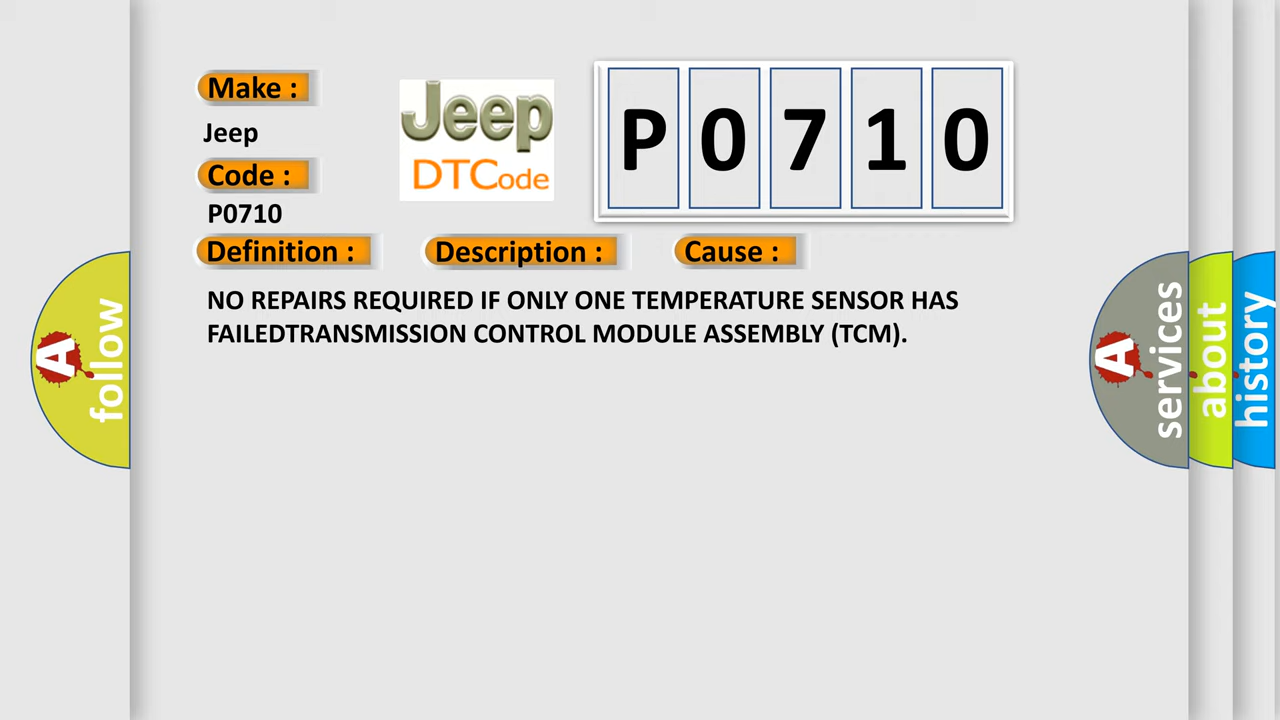 Make :
Jeep
Code :
P0710
Jeep
DTCode
P0710
Definition :
Description :
Cause :
NO REPAIRS REQUIRED IF ONLY ONE TEMPERATURE SENSOR HAS
FAILEDTRANSMISSION CONTROL MODULE ASSEMBLY (TCM).
A follow
A services
about
history